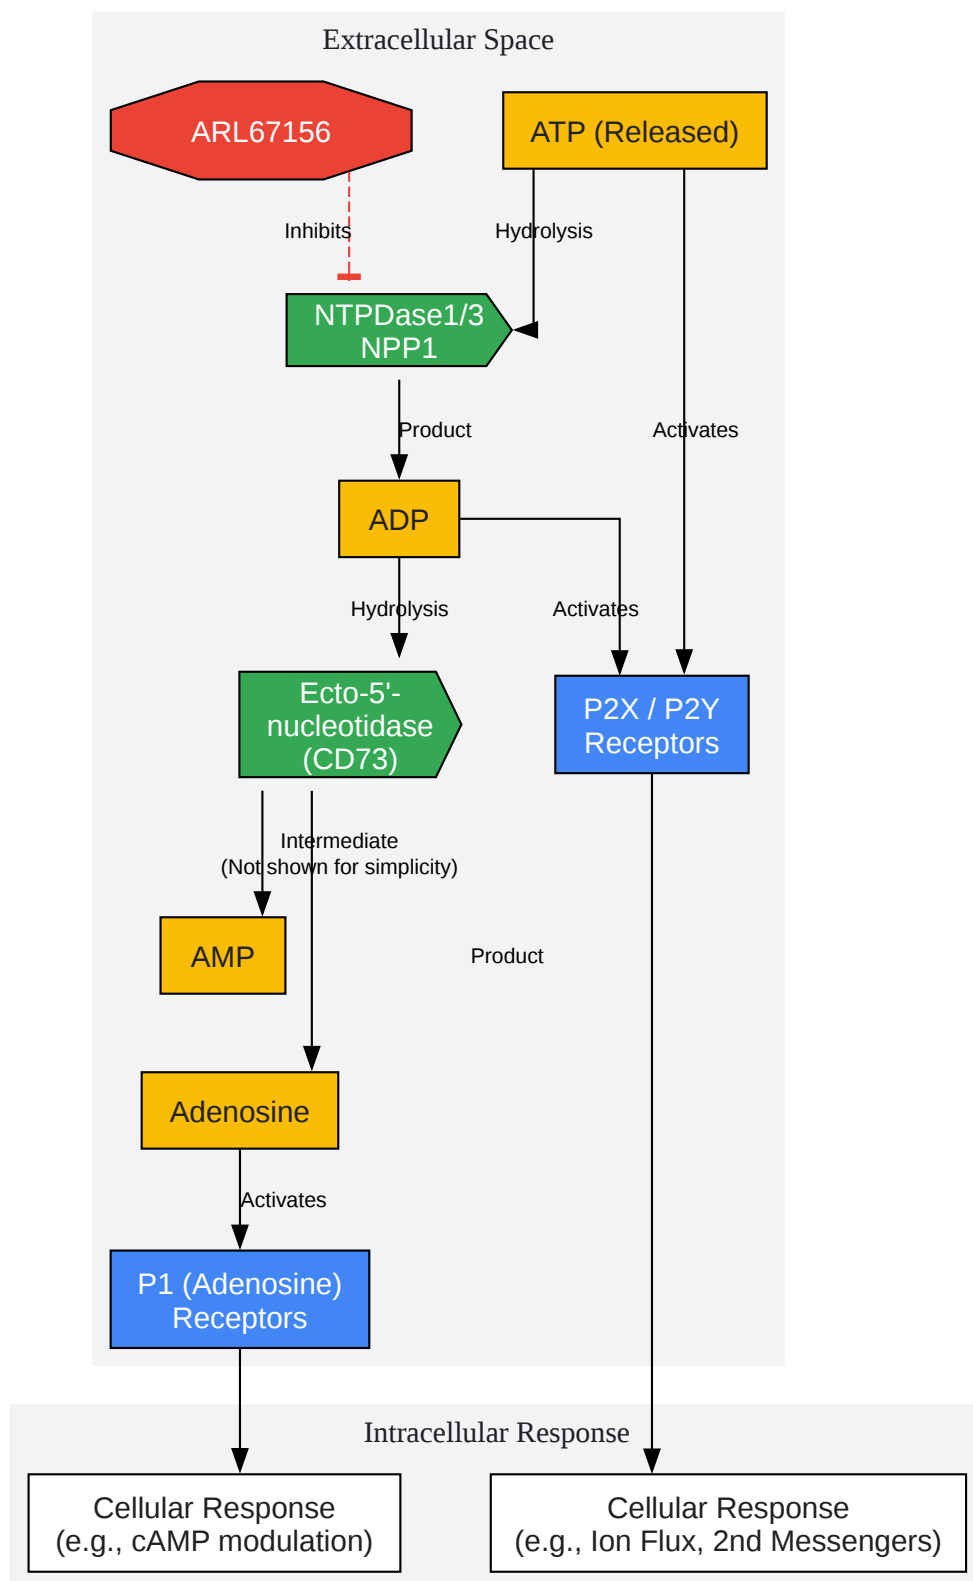 Extracellular Space
ARL67156
ATP (Released)
Inhibits
Hydrolysis
NTPDase1/3
NPP1
Product
Activates
ADP
Hydrolysis
Activates
Ecto-5'-
nucleotidase
(CD73)
P2X / P2Y
Receptors
Intermediate
(Not shown for simplicity)
AMP
Product
Adenosine
Activates
P1 (Adenosine)
Receptors
Intracellular Response
Cellular Response
(e.g., cAMP modulation)
Cellular Response
(e.g., Ion Flux, 2nd Messengers)